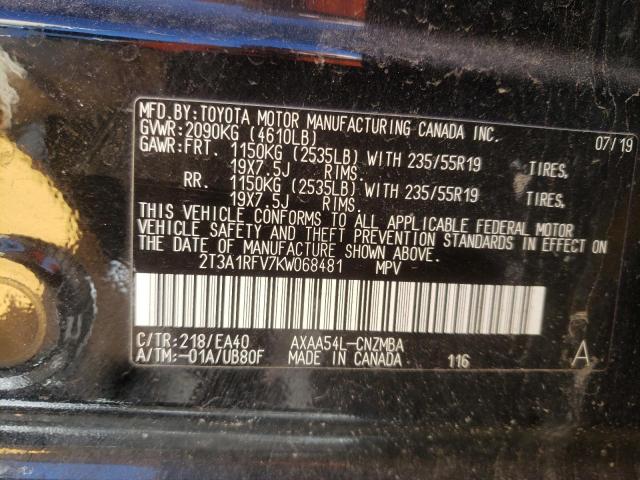 MFD.BY:TOYOTA MOTOR MANUFACTURING CANADA INC.
GVWR:2090KG (4610LB) 07/19
GAWR:FRT. 1150KG (2535LB) WITH 235/55R19 TIRES,
19X7.5J RIMS.
RR. 1150KG (2535LB) WITH 235/55R19 TIRES,
19X7.5J RIMS.
THIS VEHICLE CONFORMS TO ALL APPLICABLE FEDERAL MOTOR
VEHICLE SAFETY AND THEFT PREVENTION STANDARDS IN EFFECT ON
THE DATE OF MANUFACTURE SHOWN ABOVE.
2T3A1RFV7KW068481 MPV
C/TR:218/EA40 AXAA54L-CNZMBA
A/TM:-01A/UB80F MADE IN CANADA 116 A